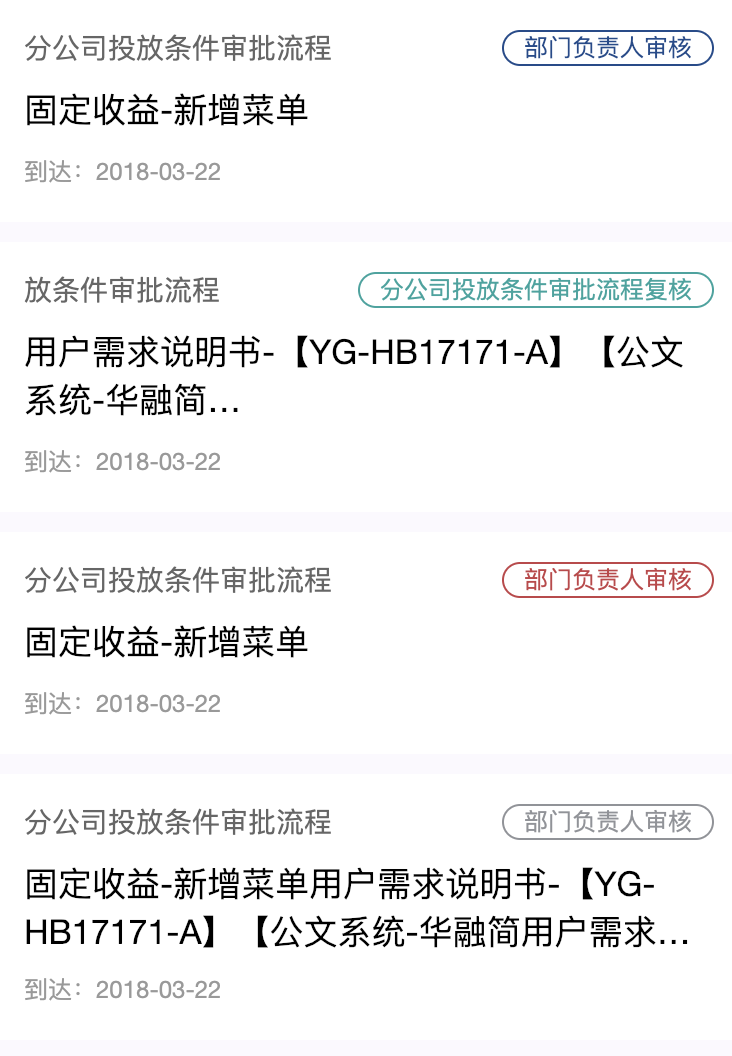 分公司投放条件审批流程 部门负责人审核
固定收益-新增菜单
到达：2018-03-22
放条件审批流程 分公司投放条件审批流程复核
用户需求说明书-【YG-HB17171-A】【公文
系统-华融简…
到达：2018-03-22
分公司投放条件审批流程 部门负责人审核
固定收益-新增菜单
到达：2018-03-22
分公司投放条件审批流程 部门负责人审核
固定收益-新增菜单用户需求说明书-【YG-
HB17171-A】【公文系统-华融简用户需求…
到达：2018-03-22